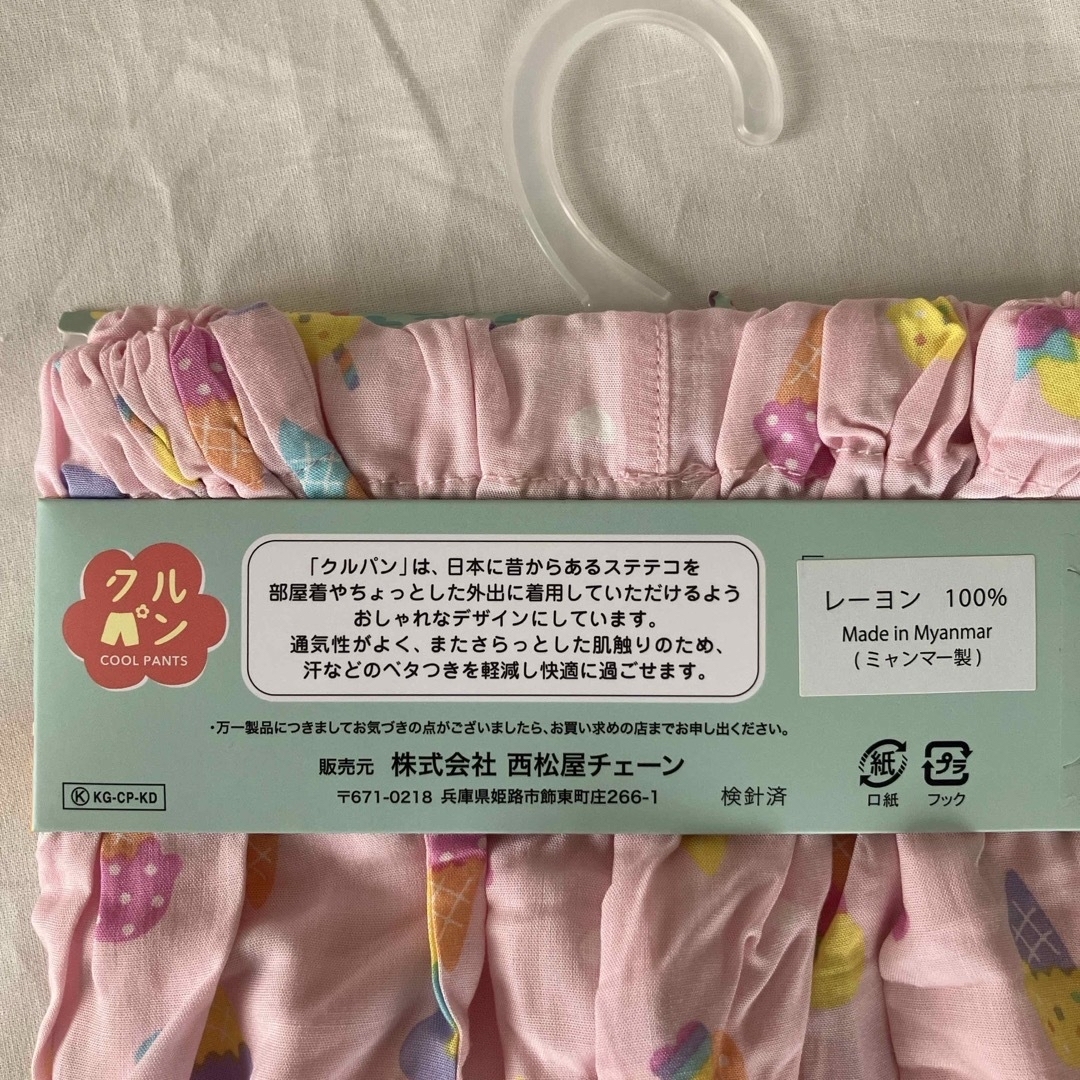 クル
パン
COOL PANTS
「クルパン」は、日本に昔からあるステテコを
部屋着やちょっとした外出に着用していただけるよう
おしゃれなデザインにしています。
通気性がよく、またさらっとした肌触りのため、
汗などのベタつきを軽減し快適に過ごせます。
レーヨン 100%
Made in Myanmar
(ミャンマー製)
・万一製品につきましてお気づきの点がございましたら、お買い求めの店までお申し出ください。
販売元 株式会社 西松屋チェーン
〒671-0218 兵庫県姫路市飾東町庄266-1
検針済
Ⓚ KG-CP-KD
紙
口紙
プラ
フック